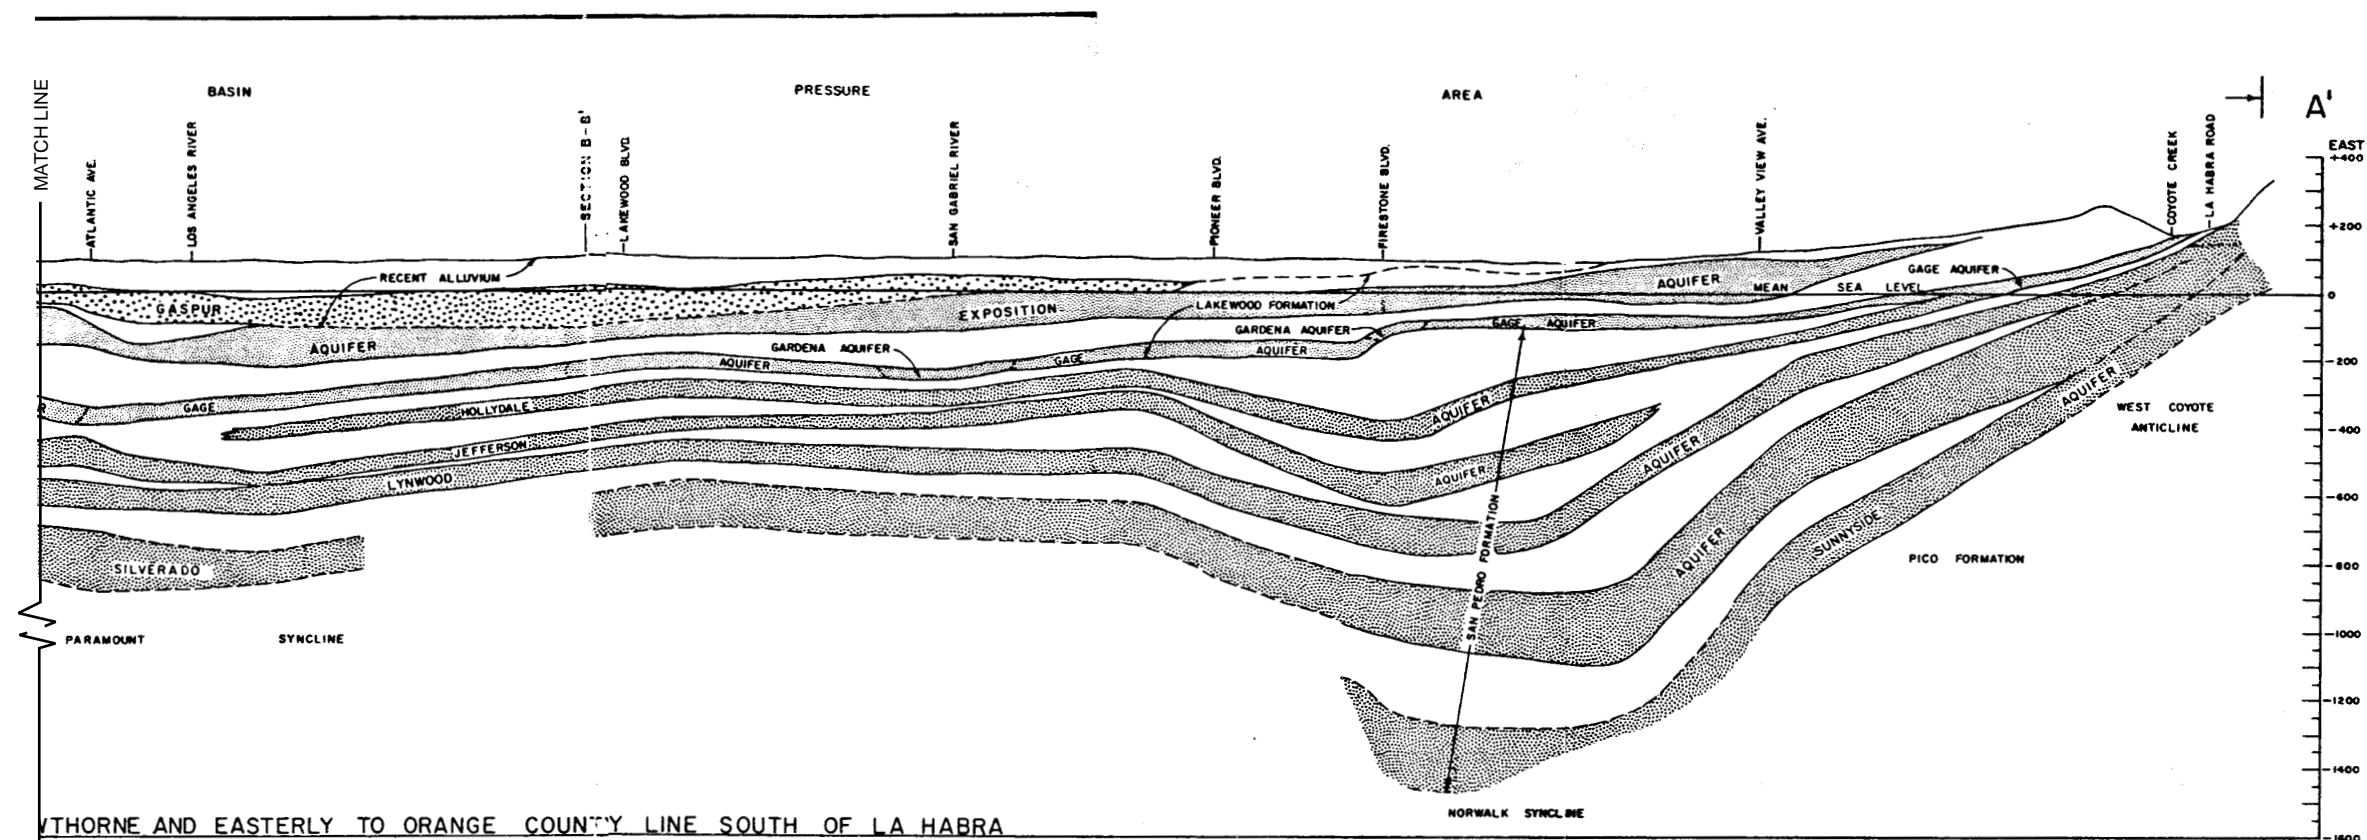 BASIN PRESSURE AREA
MATCH LINE
ATLANTIC AVE.
LOS ANGELES RIVER
SECTION B-B'
LAKEWOOD BLVD.
SAN GABRIEL RIVER
PIONEER BLVD.
FIRESTONE BLVD.
VALLEY VIEW AVE.
COYOTE CREEK
LA HABRA ROAD
A'
EAST
+400
+200
0
-200
-400
-600
-800
-1000
-1200
-1400
-1600
RECENT ALLUVIUM
GASPUR
AQUIFER
EXPOSITION
LAKEWOOD FORMATION
AQUIFER
MEAN SEA LEVEL
GAGE AQUIFER
GARDENA AQUIFER
GARDENA AQUIFER
GAGE AQUIFER
GAGE
AQUIFER
GAGE
AQUIFER
R
HOLLYDALE
AQUIFER
JEFFERSON
AQUIFER
LYNWOOD
AQUIFER
SILVERADO
AQUIFER
SUNNYSIDE
AQUIFER
SAN PEDRO FORMATION
WEST COYOTE
ANTICLINE
PICO FORMATION
PARAMOUNT SYNCLINE
NORWALK SYNCLINE
WTHORNE AND EASTERLY TO ORANGE COUNTY LINE SOUTH OF LA HABRA